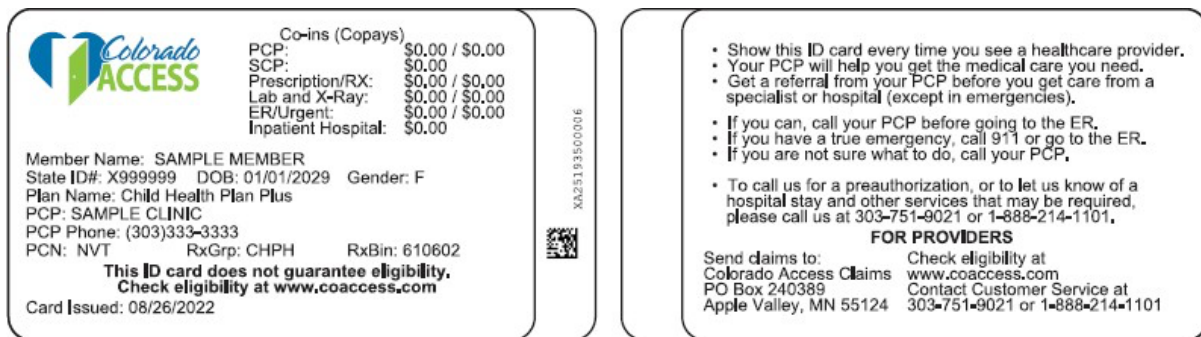 Colorado
ACCESS
Co-ins (Copays)
PCP: $0.00 / $0.00
SCP: $0.00
Prescription/RX: $0.00 / $0.00
Lab and X-Ray: $0.00 / $0.00
ER/Urgent: $0.00 / $0.00
Inpatient Hospital: $0.00
Member Name: SAMPLE MEMBER
State ID#: X999999 DOB: 01/01/2029 Gender: F
Plan Name: Child Health Plan Plus
PCP: SAMPLE CLINIC
PCP Phone: (303)333-3333
PCN: NVT RxGrp: CHPH RxBin: 610602
This ID card does not guarantee eligibility.
Check eligibility at www.coaccess.com
Card Issued: 08/26/2022
XA25193500006
• Show this ID card every time you see a healthcare provider.
• Your PCP will help you get the medical care you need.
• Get a referral from your PCP before you get care from a
specialist or hospital (except in emergencies).
• If you can, call your PCP before going to the ER.
• If you have a true emergency, call 911 or go to the ER.
• If you are not sure what to do, call your PCP.
• To call us for a preauthorization, or to let us know of a
hospital stay and other services that may be required,
please call us at 303-751-9021 or 1-888-214-1101.
FOR PROVIDERS
Send claims to:
Colorado Access Claims
PO Box 240389
Apple Valley, MN 55124
Check eligibility at
www.coaccess.com
Contact Customer Service at
303-751-9021 or 1-888-214-1101